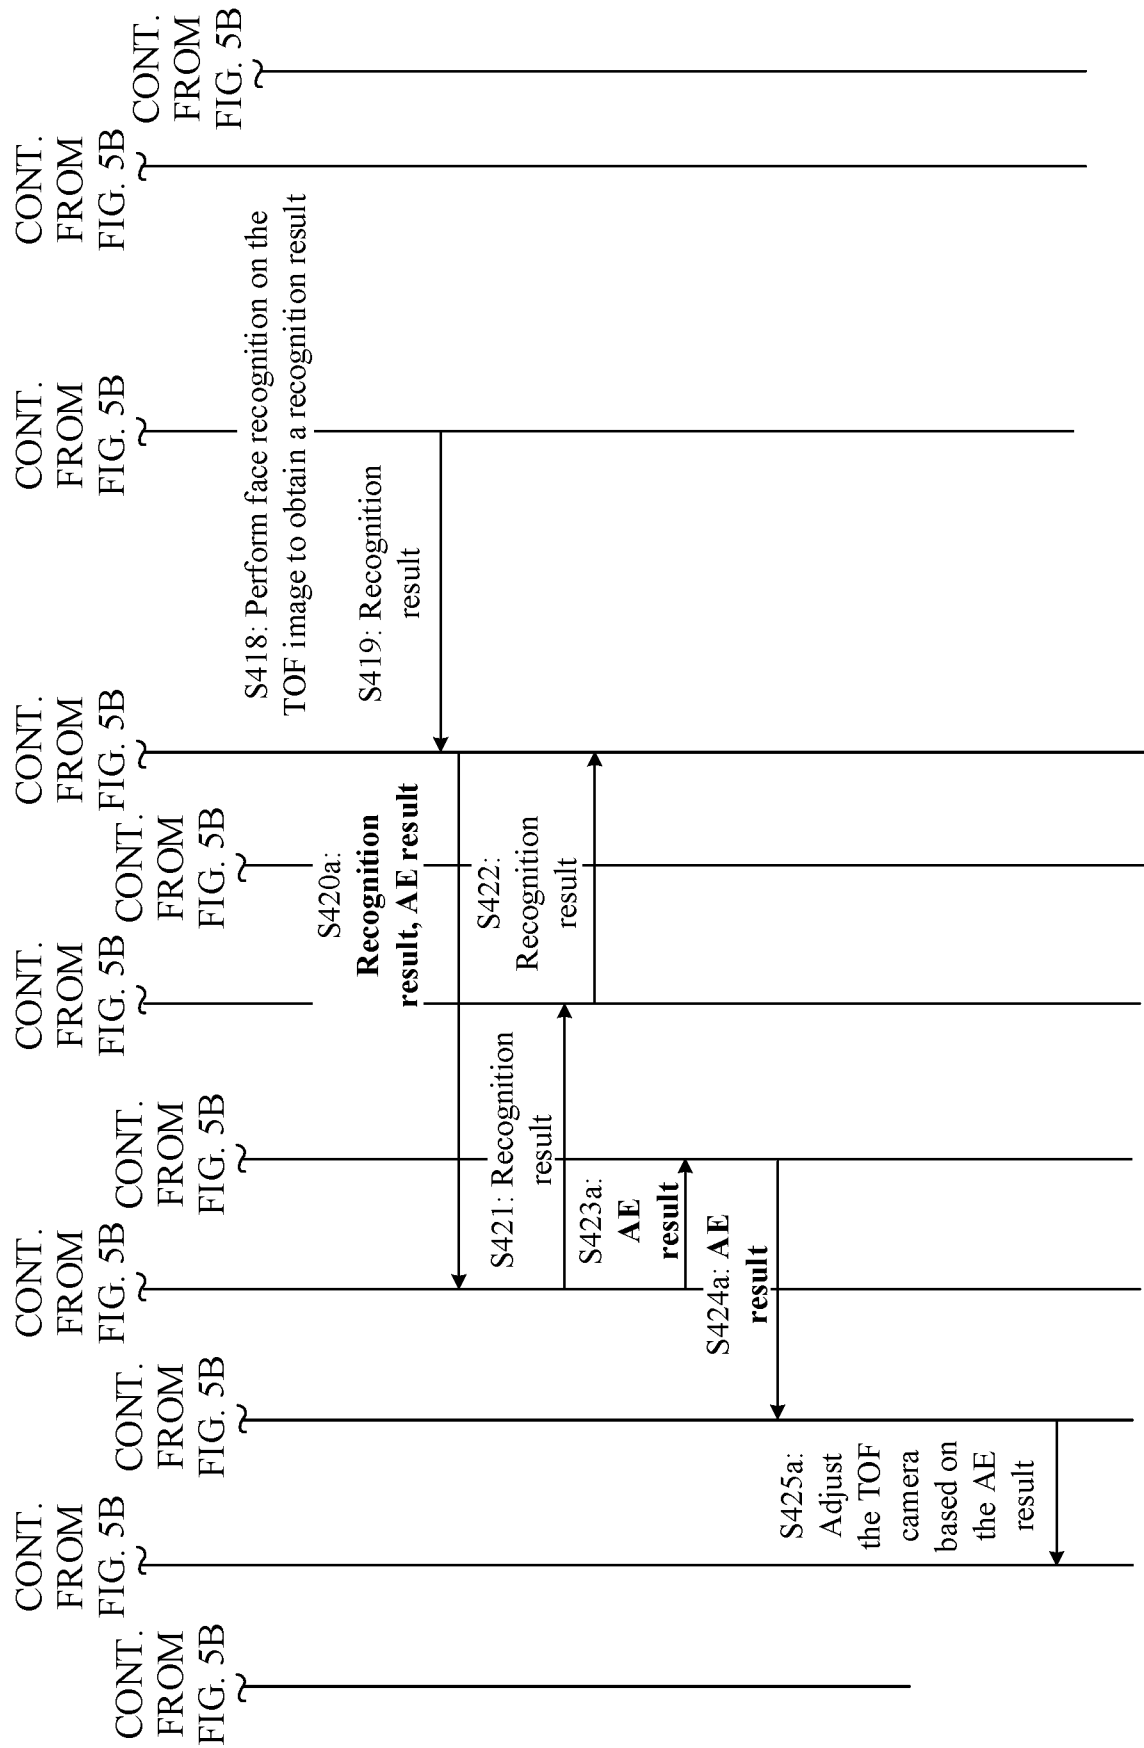 CONT.
FROM
FIG. 5B
CONT.
FROM
FIG. 5B
CONT.
FROM
FIG. 5B
CONT.
FROM
FIG. 5B
CONT.
FROM
FIG. 5B
CONT.
FROM
FIG. 5B
CONT.
FROM
FIG. 5B
CONT.
FROM
FIG. 5B
CONT.
FROM
FIG. 5B
CONT.
FROM
FIG. 5B
CONT.
FROM
FIG. 5B
S418: Perform face recognition on the
TOF image to obtain a recognition result
S419: Recognition
result
S420a:
Recognition
result, AE result
S421: Recognition
result
S422:
Recognition
result
S423a:
AE
result
S424a: AE
result
S425a:
Adjust
the TOF
camera
based on
the AE
result